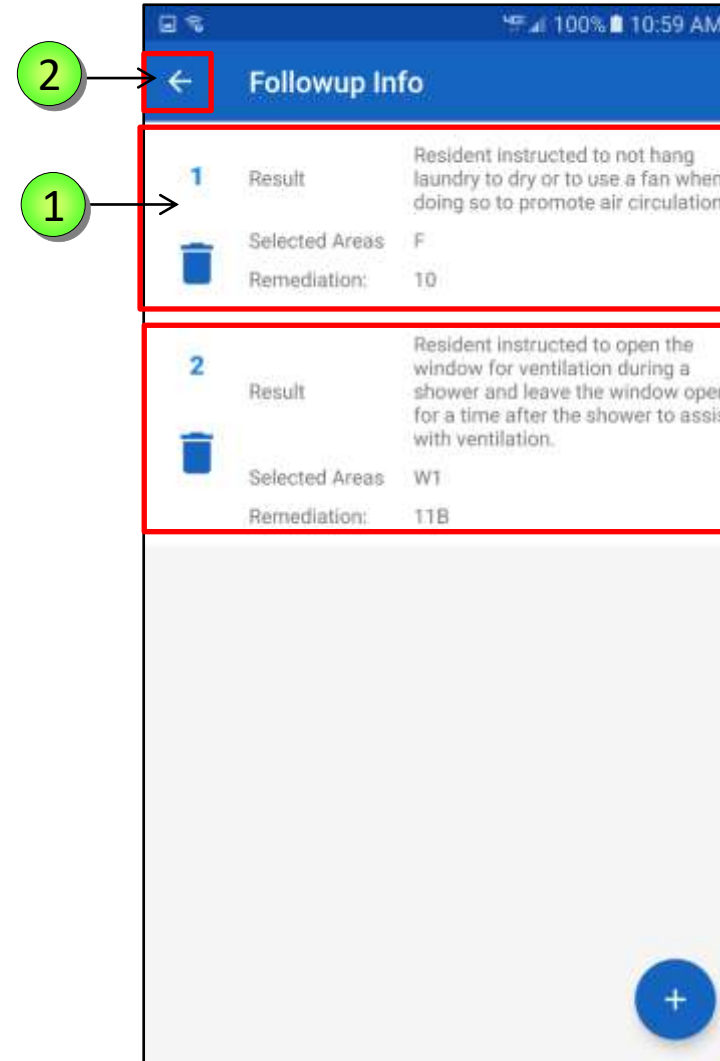 4GE 100% 10:59 AM
2
Followup Info
1
1
Result
Resident instructed to not hang
laundry to dry or to use a fan when
doing so to promote air circulation
Selected Areas F
Remediation: 10
2
Result
Resident instructed to open the
window for ventilation during a
shower and leave the window open
for a time after the shower to assis
with ventilation.
Selected Areas W1
Remediation: 11B
+